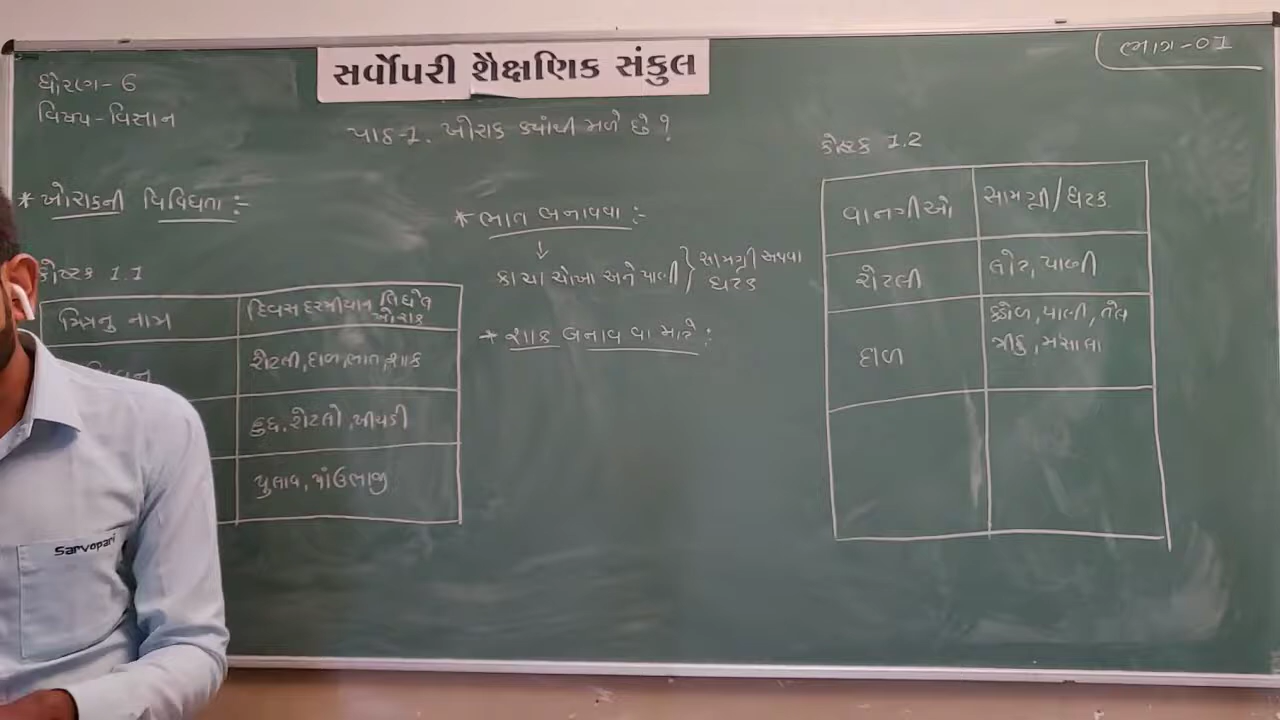 સર્વોપરી શૈક્ષણિક સંકુલ
ભાગ-01
ધોરણ-6
વિષય-વિજ્ઞાન
પાઠ-1. ખોરાક ક્યાંથી મળે છે ?
* ખોરાકની વિવિધતા :-
કોષ્ટક 1.1
મિત્રનુ નામ
દિવસ દરમીયાન લિધેલ
ખોરાક
રોટલી, દાળ, ભાત, શાક
દુધ, રોટલો, ખીચડી
પુલાવ, પાંઉભાજી
* ભાત બનાવવા :-
↓
કાચા ચોખા અને પાણી } સામગ્રી અથવા
ઘટક
* શાક બનાવ વા માટે :
કોષ્ટક 1.2
વાનગીઓ
સામગ્રી/ઘટક
રોટલી
લોટ, પાણી
દાળ
કઠોળ, પાણી, તેલ
મીઠુ, મસાલા
Sarvopari